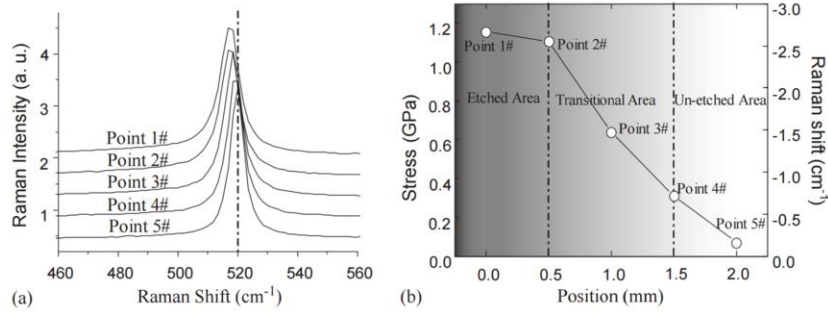 4
3
2
1
Raman Intensity (a. u.)
Point 1#
Point 2#
Point 3#
Point 4#
Point 5#
460 480 500 520 540 560
(a) Raman Shift (cm⁻¹)
1.2
1.0
0.8
0.6
0.4
0.2
0.0
Stress (GPa)
Point 1# Point 2#
Etched Area Transitional Area Un-etched Area
Point 3#
Point 4#
Point 5#
-3.0
-2.5
-2.0
-1.5
-1.0
-0.5
0.0
Raman shift (cm⁻¹)
0.0 0.5 1.0 1.5 2.0
(b) Position (mm)